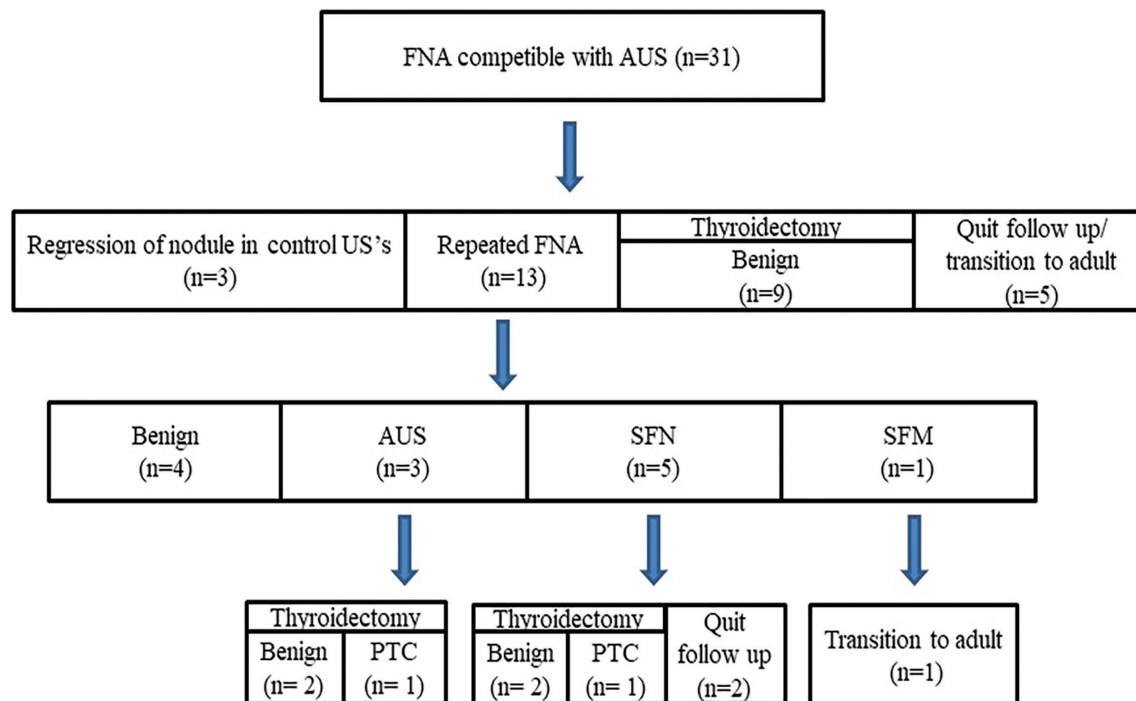 FNA competible with AUS (n=31)
Regression of nodule in control US's
(n=3)
Repeated FNA
(n=13)
Thyroidectomy
Benign
(n=9)
Quit follow up/
transition to adult
(n=5)
Benign
(n=4)
AUS
(n=3)
SFN
(n=5)
SFM
(n=1)
Thyroidectomy
Benign
(n= 2)
PTC
(n= 1)
Thyroidectomy
Benign
(n= 2)
PTC
(n= 1)
Quit
follow up
(n=2)
Transition to adult
(n=1)